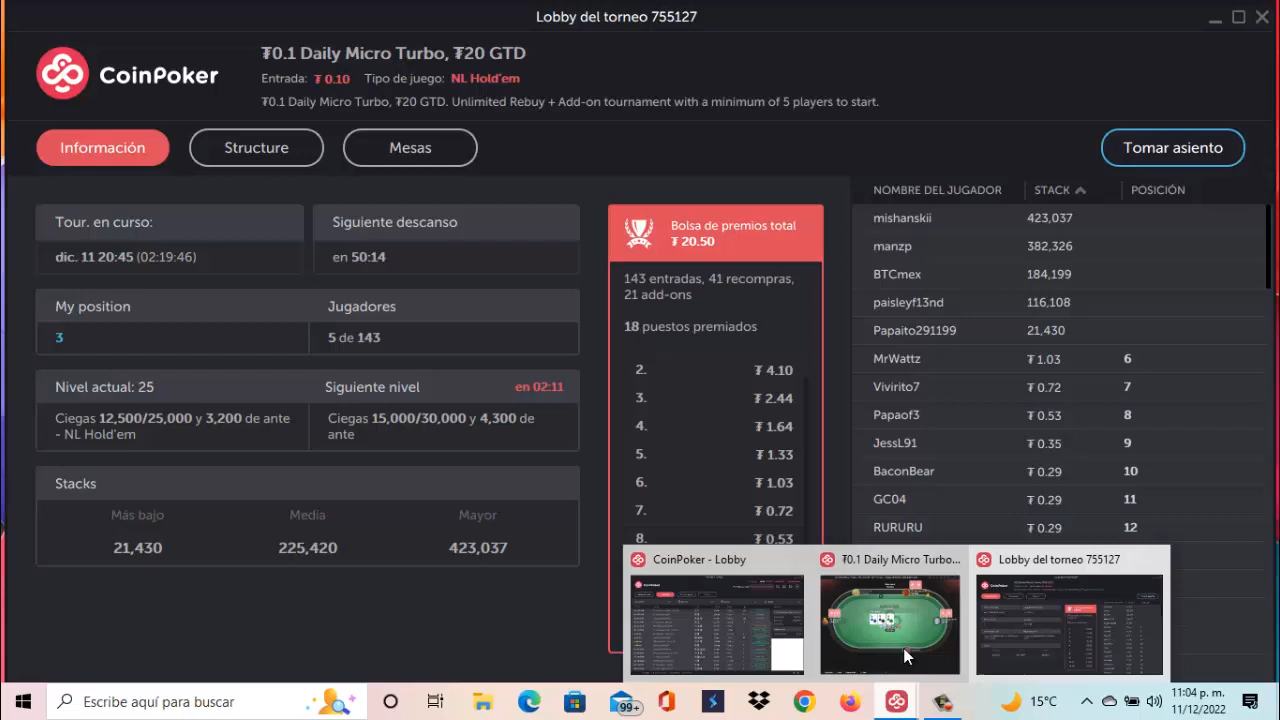 Lobby del torneo 755127
CoinPoker
₮0.1 Daily Micro Turbo, ₮20 GTD
Entrada: ₮ 0.10 Tipo de juego: NL Hold'em
₮0.1 Daily Micro Turbo, ₮20 GTD. Unlimited Rebuy + Add-on tournament with a minimum of 5 players to start.
Información Structure Mesas Tomar asiento
Tour. en curso:
dic. 11 20:45 (02:19:46)
Siguiente descanso
en 50:14
My position
3
Jugadores
5 de 143
Nivel actual: 25
Ciegas 12,500/25,000 y 3,200 de ante
- NL Hold'em
Siguiente nivel en 02:11
Ciegas 15,000/30,000 y 4,300 de
ante
Stacks
Más bajo Media Mayor
21,430 225,420 423,037
Bolsa de premios total
₮ 20.50
143 entradas, 41 recompras,
21 add-ons
18 puestos premiados
2. ₮ 4.10
3. ₮ 2.44
4. ₮ 1.64
5. ₮ 1.33
6. ₮ 1.03
7. ₮ 0.72
8. ₮ 0.53
NOMBRE DEL JUGADOR STACK POSICIÓN
mishanskii 423,037
manzp 382,326
BTCmex 184,199
paisleyf13nd 116,108
Papaito291199 21,430
MrWattz ₮ 1.03 6
Vivirito7 ₮ 0.72 7
Papaof3 ₮ 0.53 8
JessL91 ₮ 0.35 9
BaconBear ₮ 0.29 10
GC04 ₮ 0.29 11
RURURU ₮ 0.29 12
CoinPoker - Lobby
₮0.1 Daily Micro Turbo...
Lobby del torneo 755127
Escribe aquí para buscar
99+
15°C
11:04 p. m.
11/12/2022